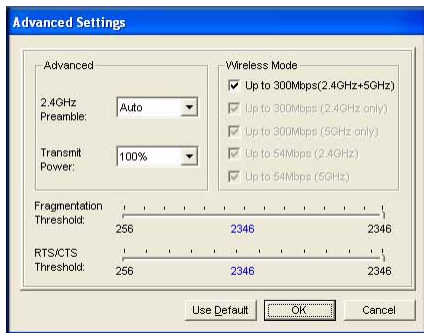 Advanced Settings
Advanced
2.4GHz
Preamble:
Auto
Transmit
Power:
100%
Wireless Mode
Up to 300Mbps(2.4GHz+5GHz)
Up to 300Mbps (2.4GHz only)
Up to 300Mbps (5GHz only)
Up to 54Mbps (2.4GHz)
Up to 54Mbps (5GHz)
Fragmentation
Threshold:
256 2346 2346
RTS/CTS
Threshold:
256 2346 2346
Use Default OK Cancel